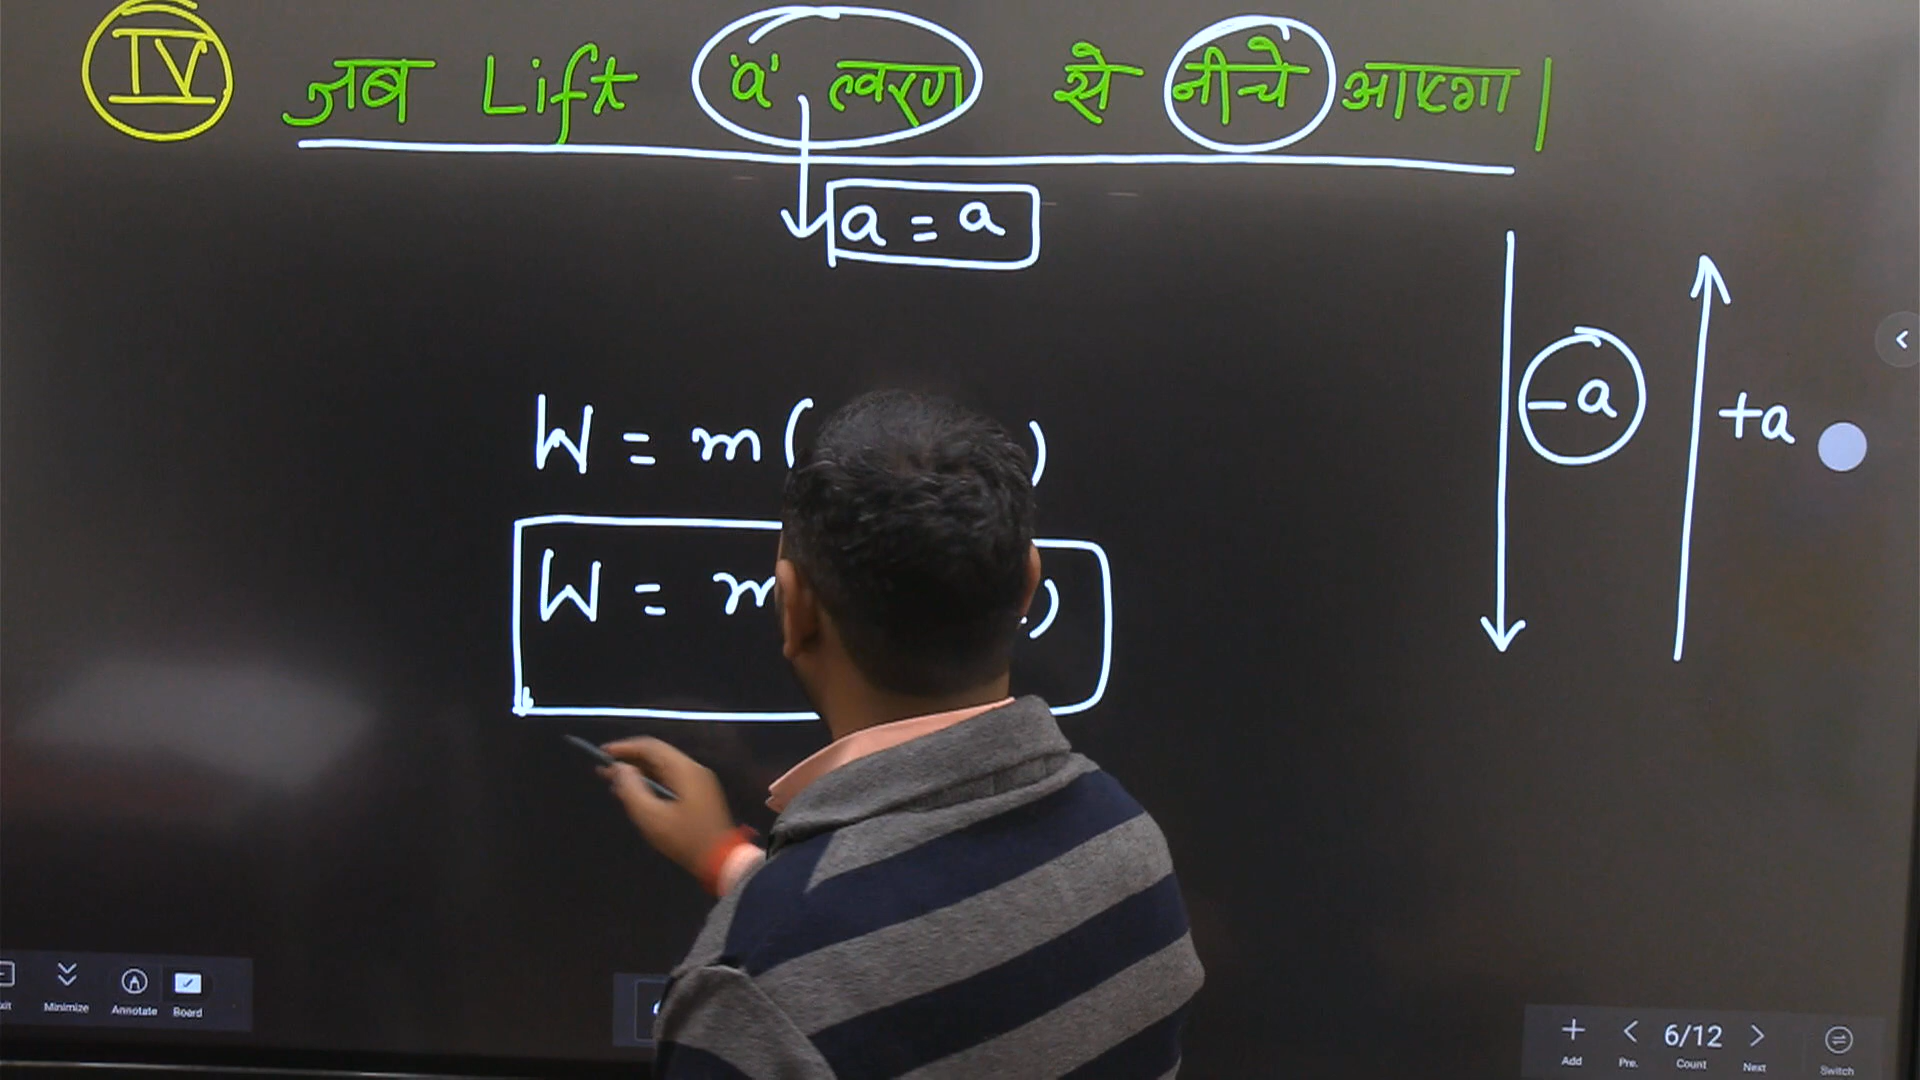 IV जब Lift 'a' त्वरण से नीचे आएगा |
a = a
-a
+a
W = m ( )
W = m )
Minimize
Annotate
Board
6/12
Add
Pre.
Count
Next
Switch